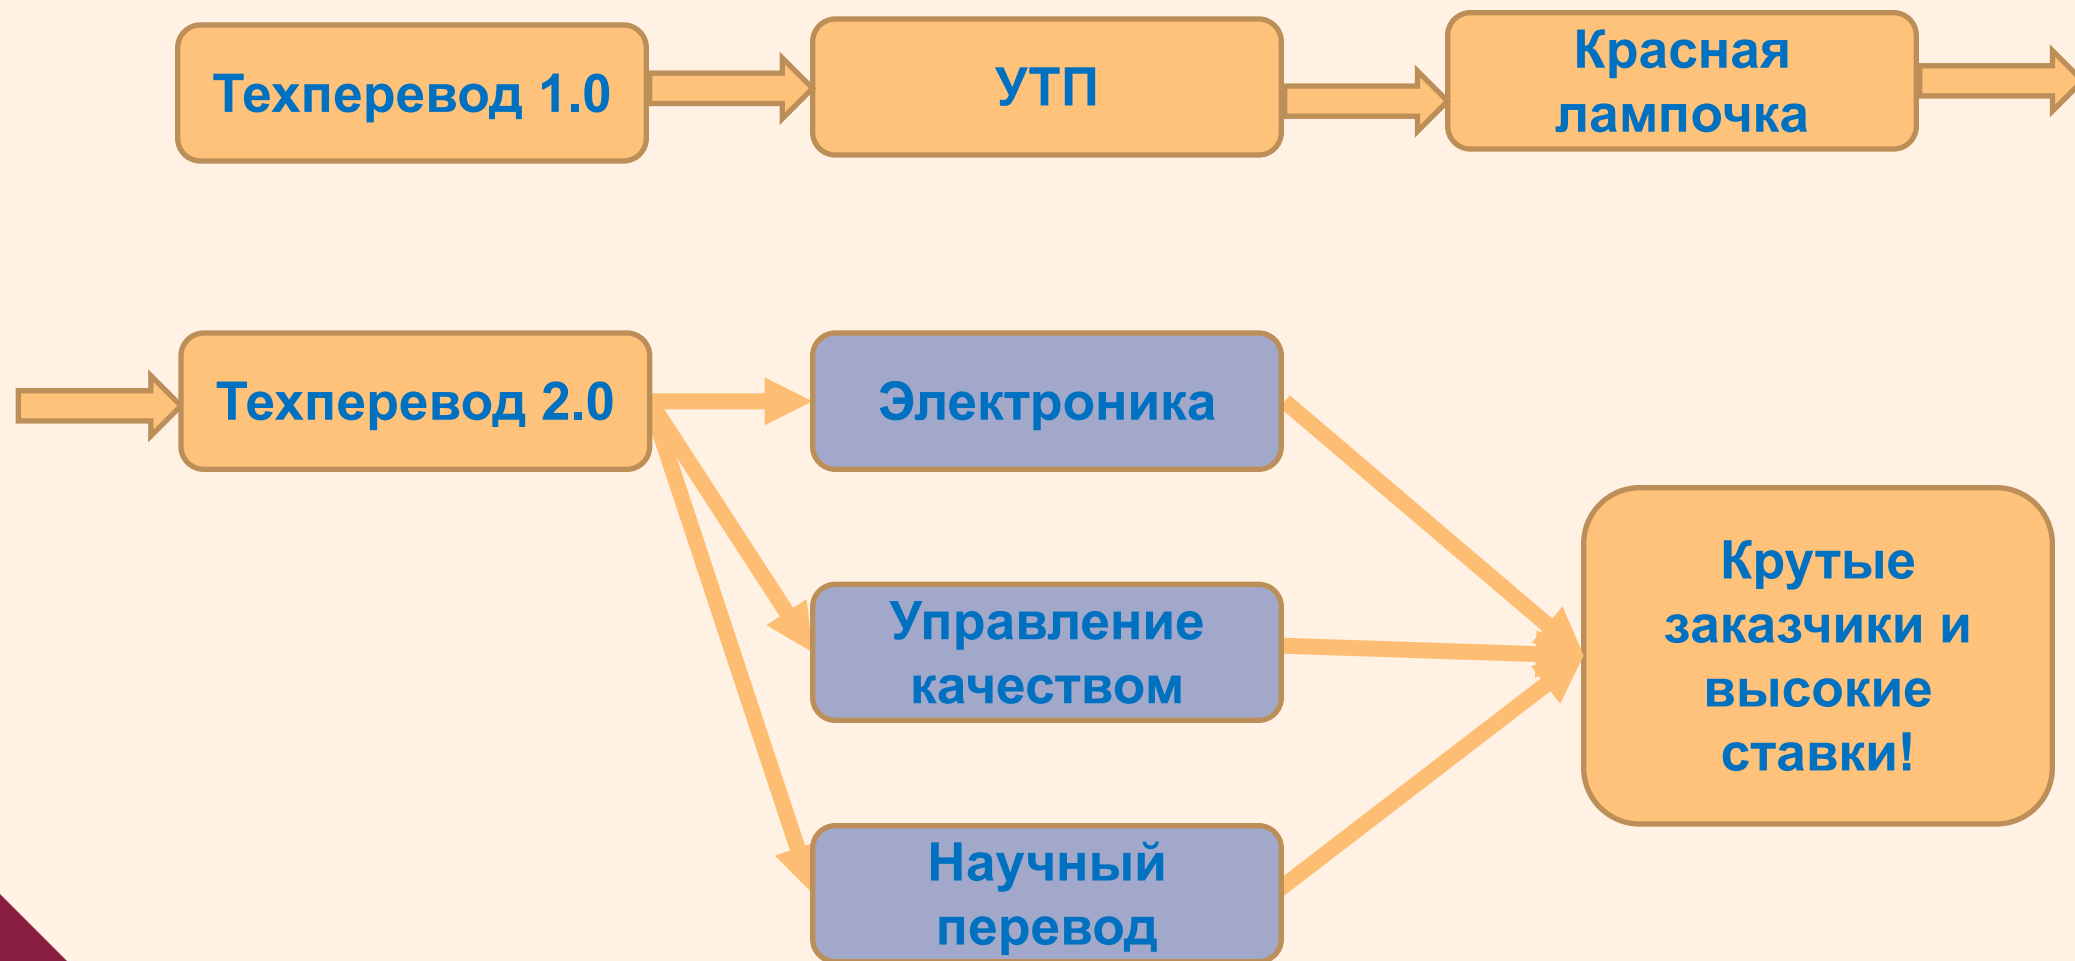 Техперевод 1.0
УТП
Красная
лампочка
Техперевод 2.0
Электроника
Управление
качеством
Научный
перевод
Крутые
заказчики и
высокие
ставки!